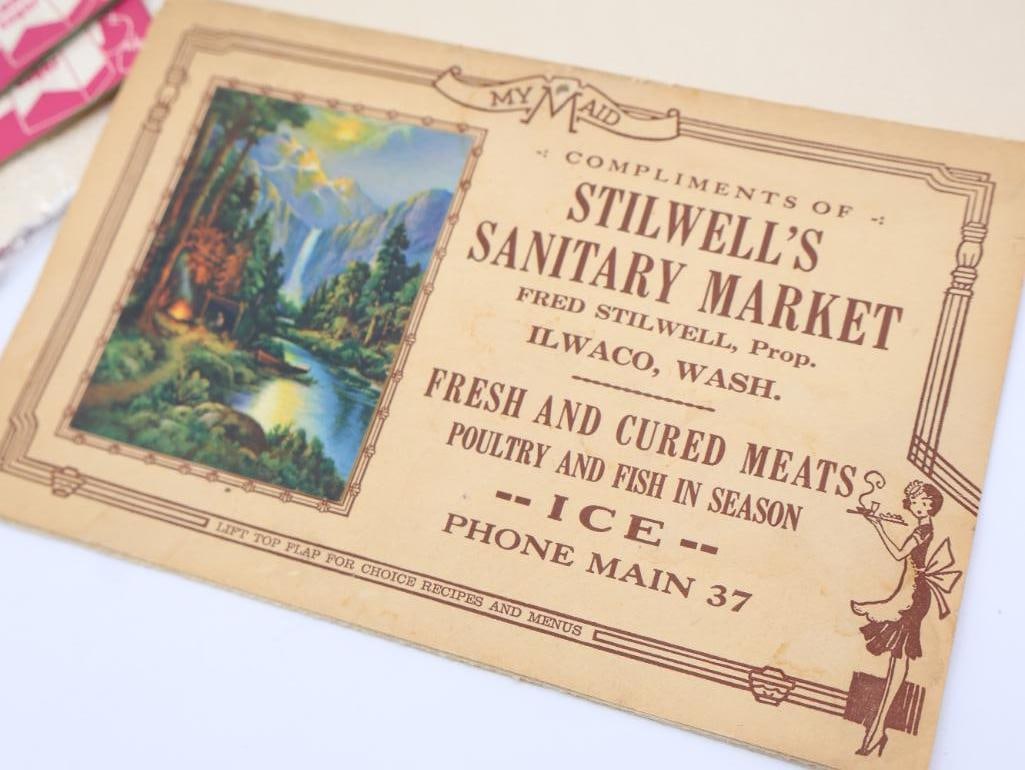 MY MAID
COMPLIMENTS OF
STILWELL'S
SANITARY MARKET
FRED STILWELL, Prop.
ILWACO, WASH.
FRESH AND CURED MEATS
POULTRY AND FISH IN SEASON
-- ICE --
PHONE MAIN 37
LIFT TOP FLAP FOR CHOICE RECIPES AND MENUS